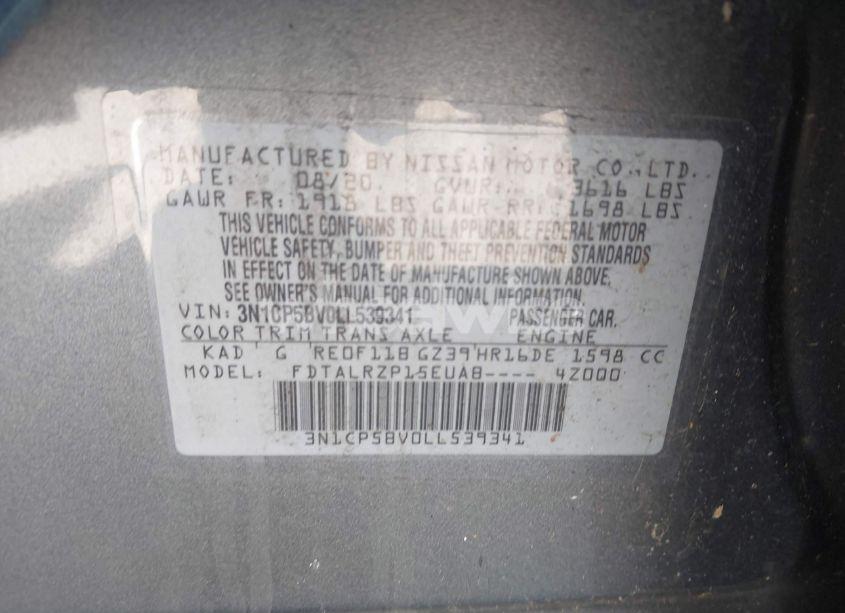 MANUFACTURED BY NISSAN MOTOR CO.,LTD.
DATE: 08/20 GVWR: 3616 LBS
GAWR FR: 1918 LBS GAWR RR: 1698 LBS
THIS VEHICLE CONFORMS TO ALL APPLICABLE FEDERAL MOTOR
VEHICLE SAFETY, BUMPER AND THEFT PREVENTION STANDARDS
IN EFFECT ON THE DATE OF MANUFACTURE SHOWN ABOVE.
SEE OWNER'S MANUAL FOR ADDITIONAL INFORMATION.
VIN: 3N1CP5BV0LL539341 PASSENGER CAR.
COLOR TRIM TRANS AXLE ENGINE
KAD G RE0F11B GZ39 HR16DE 1598 CC
MODEL: FDTALRZP15EUAB---- 4Z000
3N1CP5BV0LL539341